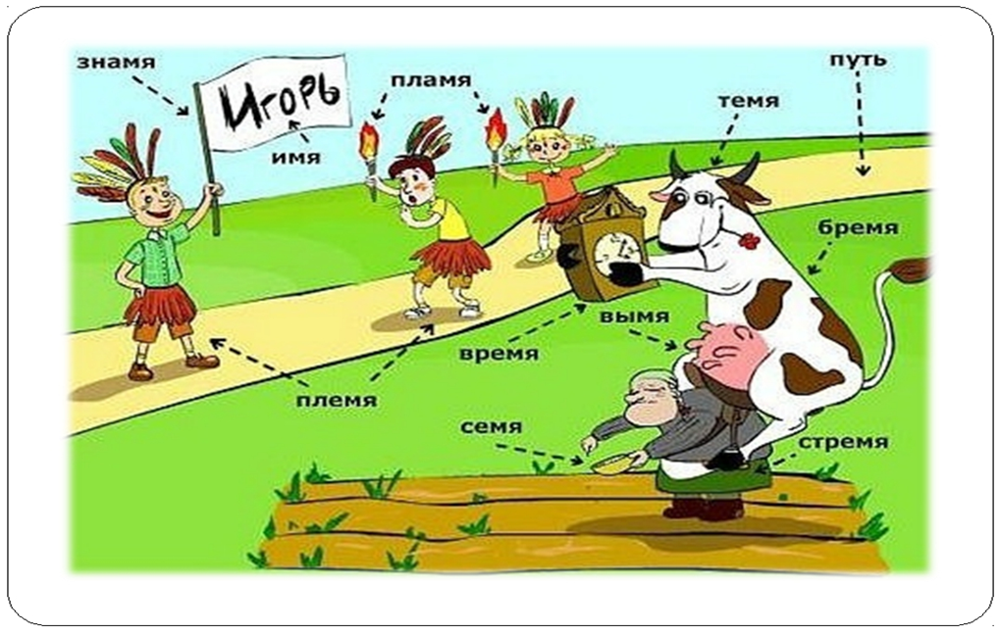 знамя
Игорь
имя
пламя
темя
путь
бремя
вымя
время
племя
семя
стремя